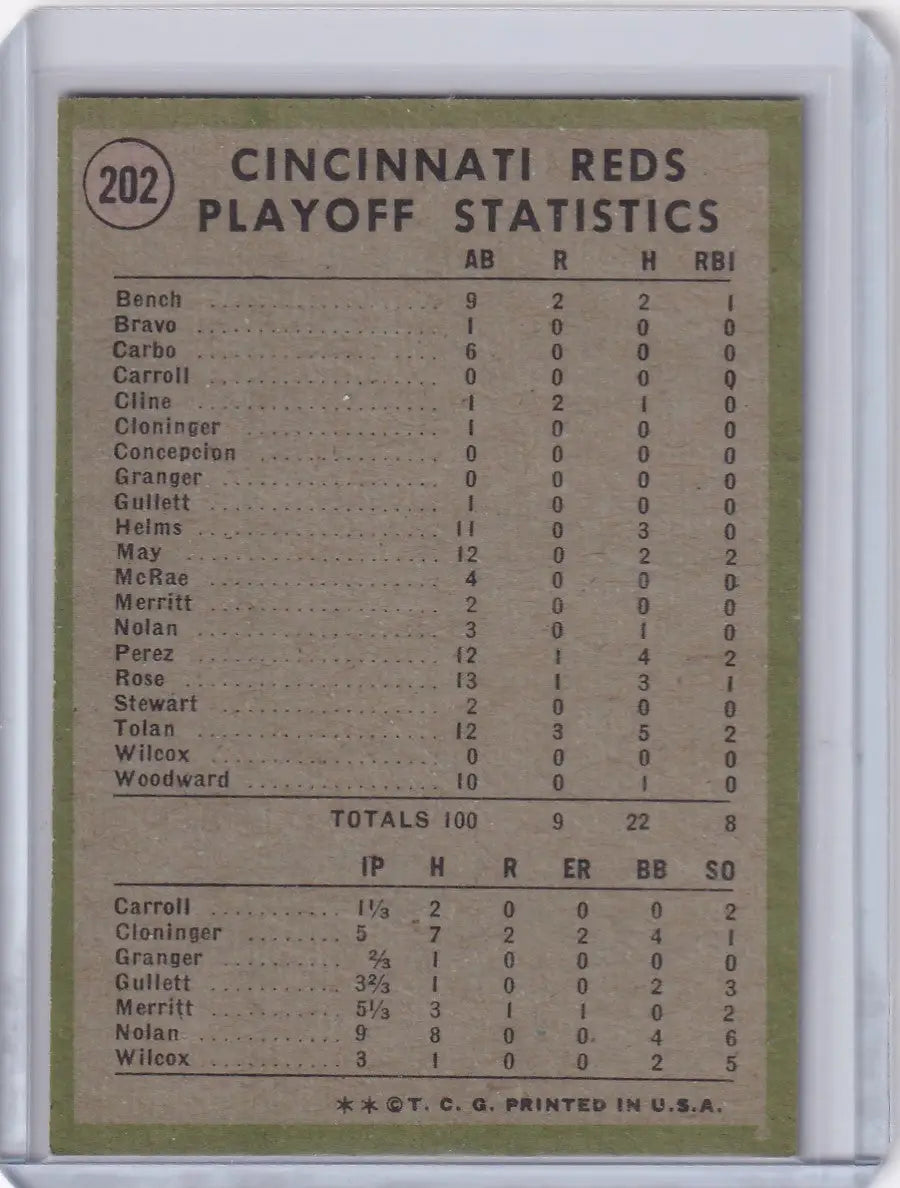 202
CINCINNATI REDS
PLAYOFF STATISTICS
AB R H RBI
Bench .................. 9 2 2 1
Bravo .................. 1 0 0 0
Carbo .................. 6 0 0 0
Carroll .................. 0 0 0 0
Cline .................. 1 2 1 0
Cloninger .................. 1 0 0 0
Concepcion .................. 0 0 0 0
Granger .................. 0 0 0 0
Gullett .................. 1 0 0 0
Helms .................. 11 0 3 0
May .................. 12 0 2 2
McRae .................. 4 0 0 0
Merritt .................. 2 0 0 0
Nolan .................. 3 0 1 0
Perez .................. 12 1 4 2
Rose .................. 13 1 3 1
Stewart .................. 2 0 0 0
Tolan .................. 12 3 5 2
Wilcox .................. 0 0 0 0
Woodward .................. 10 0 1 0
TOTALS 100 9 22 8
IP H R ER BB SO
Carroll .......... 1⅓ 2 0 0 0 2
Cloninger ........ 5 7 2 2 4 1
Granger .......... ⅔ 1 0 0 0 0
Gullett .......... 3⅔ 1 0 0 2 3
Merritt .......... 5⅓ 3 1 1 0 2
Nolan ............ 9 8 0 0 4 6
Wilcox ........... 3 1 0 0 2 5
**©T. C. G. PRINTED IN U.S.A.